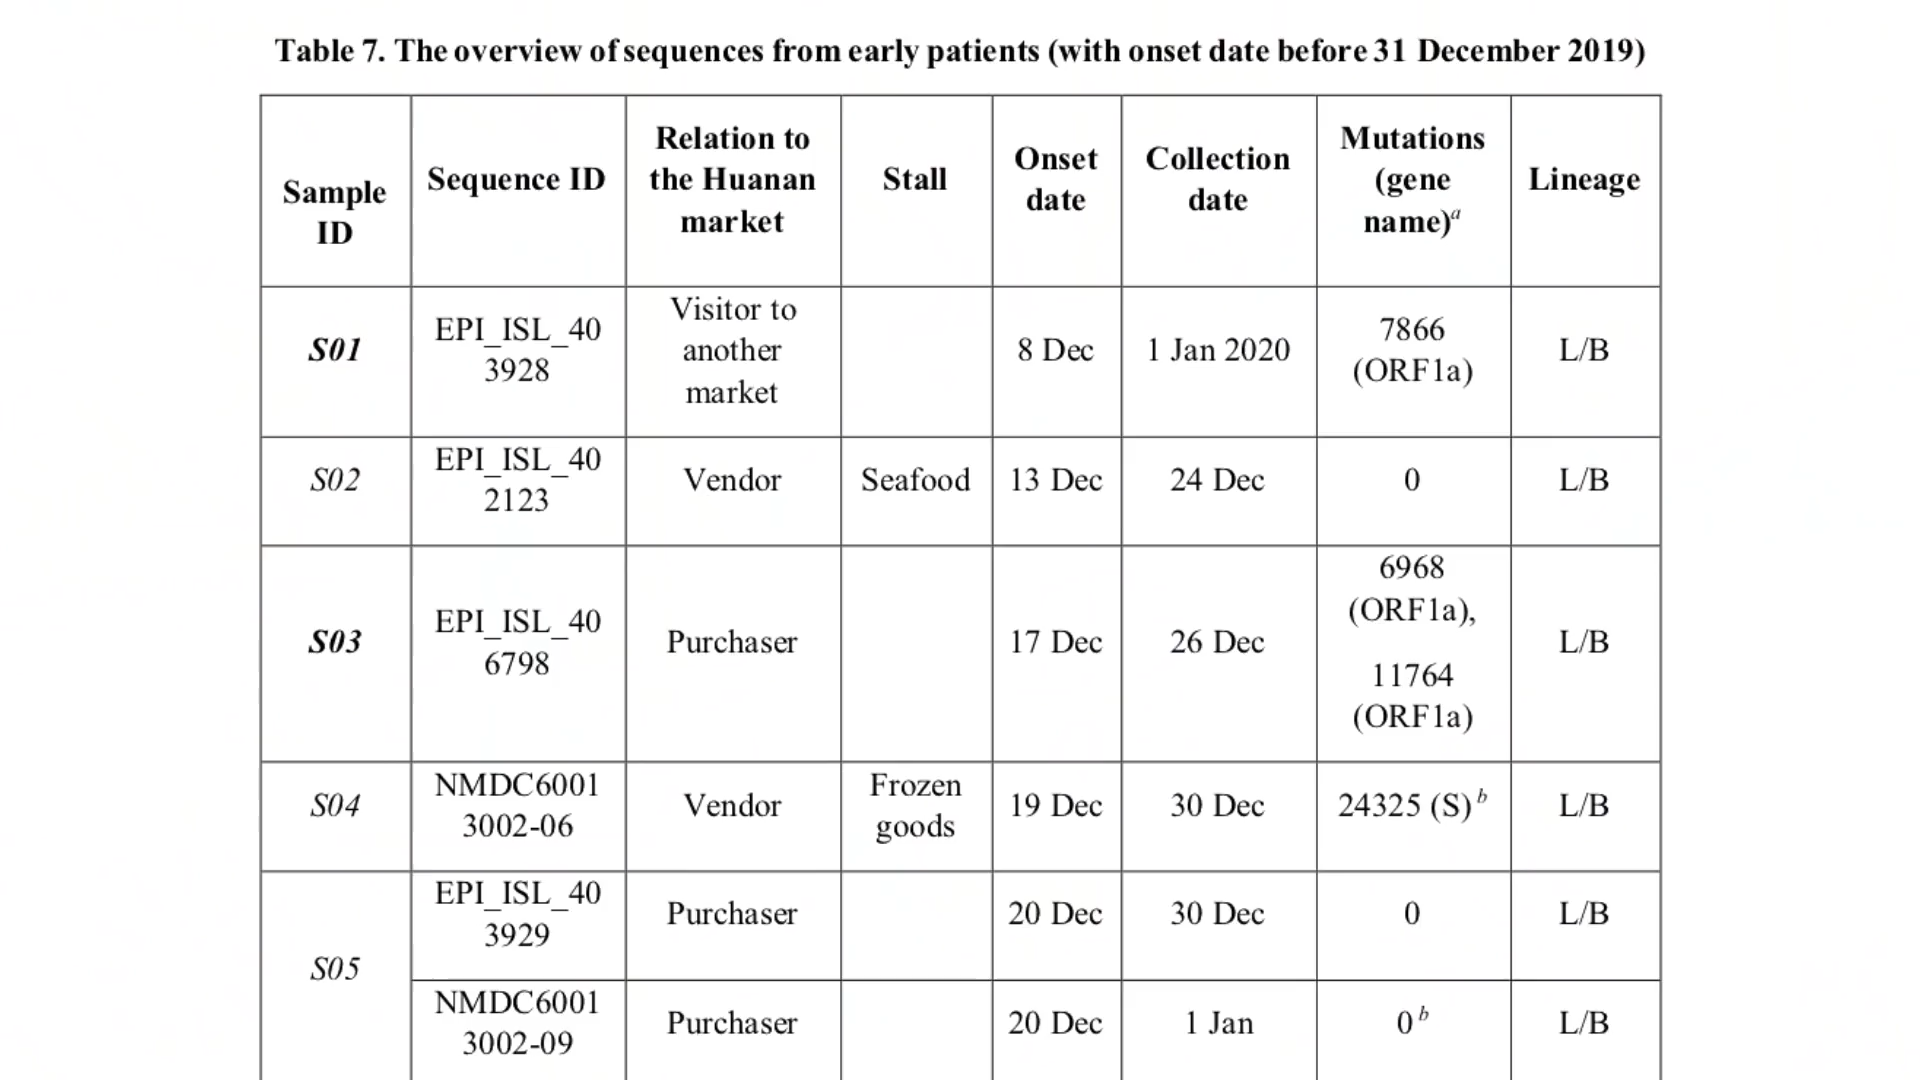 Table 7. The overview of sequences from early patients (with onset date before 31 December 2019)
Sample
ID
Sequence ID
Relation to
the Huanan
market
Stall
Onset
date
Collection
date
Mutations
(gene
name)a
Lineage
S01
EPI_ISL_40
3928
Visitor to
another
market
8 Dec
1 Jan 2020
7866
(ORF1a)
L/B
S02
EPI_ISL_40
2123
Vendor
Seafood
13 Dec
24 Dec
0
L/B
S03
EPI_ISL_40
6798
Purchaser
17 Dec
26 Dec
6968
(ORF1a),
11764
(ORF1a)
L/B
S04
NMDC6001
3002-06
Vendor
Frozen
goods
19 Dec
30 Dec
24325 (S) b
L/B
S05
EPI_ISL_40
3929
Purchaser
20 Dec
30 Dec
0
L/B
NMDC6001
3002-09
Purchaser
20 Dec
1 Jan
0 b
L/B